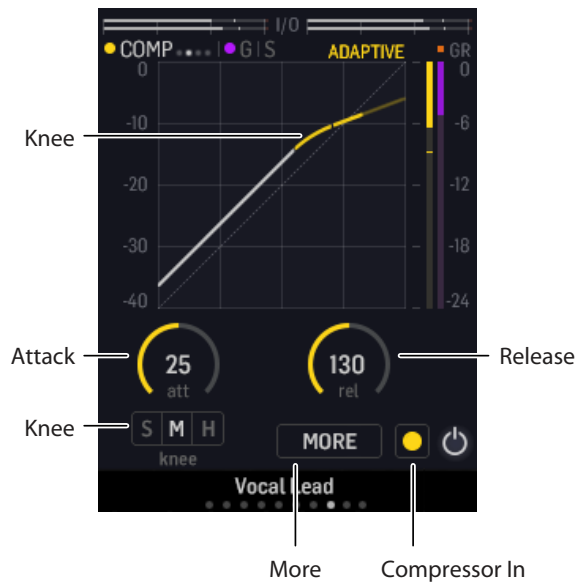 I/O
COMP G S ADAPTIVE GR
0 0
-10 -6
Knee
-20 -12
-30 -18
-40 -24
Attack 25 130 Release
att rel
Knee S M H MORE
knee
Vocal Lead
More Compressor In